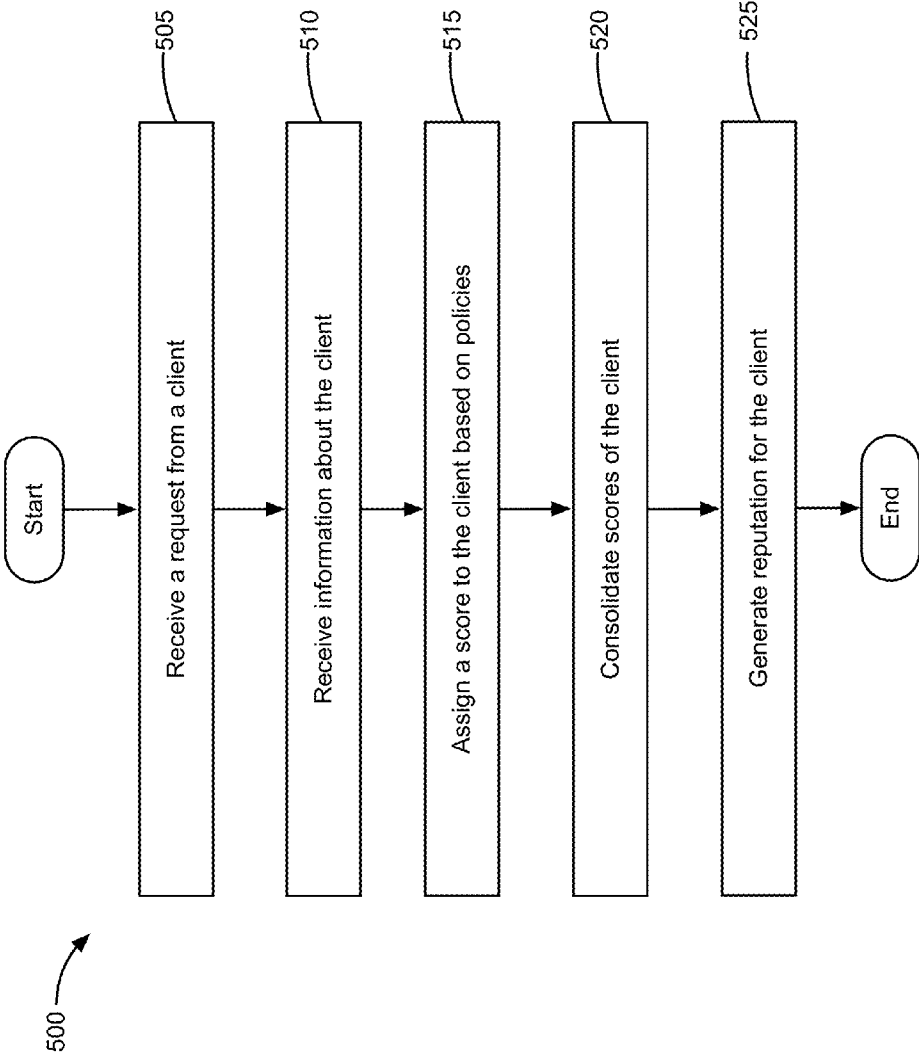 500
Start
Receive a request from a client
505
Receive information about the client
510
Assign a score to the client based on policies
515
Consolidate scores of the client
520
Generate reputation for the client
525
End